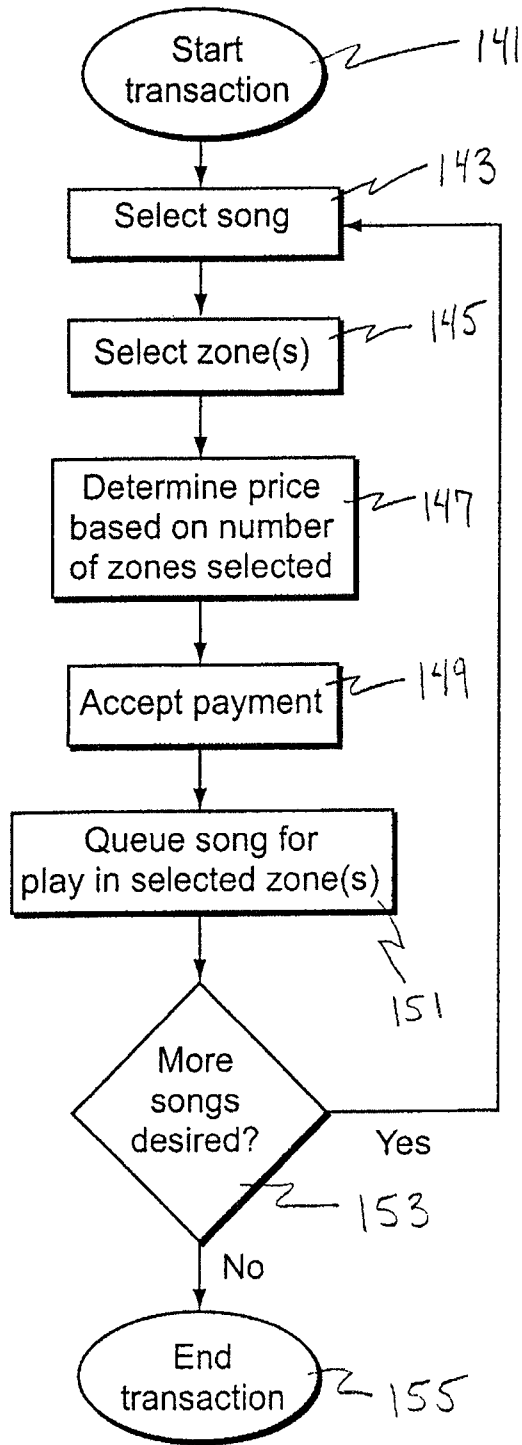 Start
transaction
141
143
Select song
145
Select zone(s)
Determine price
based on number
of zones selected
147
149
Accept payment
Queue song for
play in selected zone(s)
151
More
songs
desired?
Yes
153
No
End
transaction
155